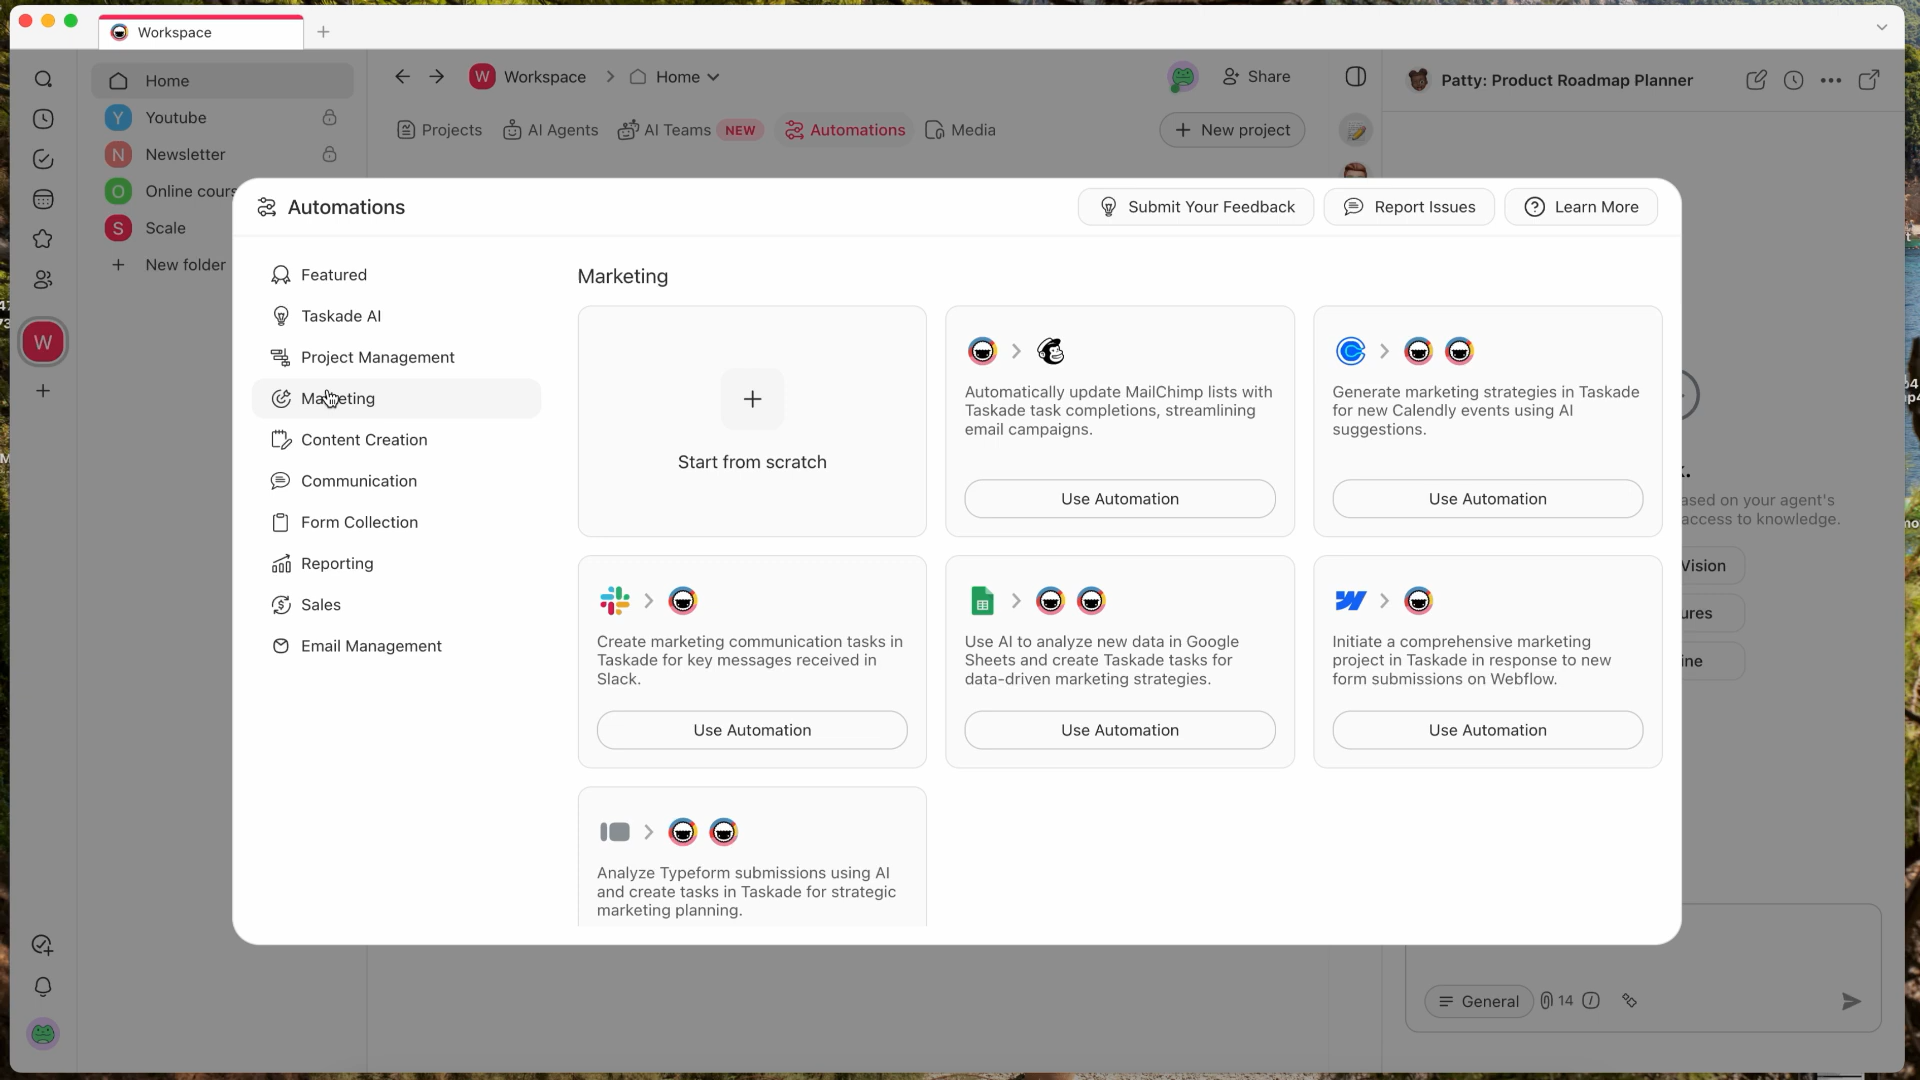 Workspace
Home
Youtube
Newsletter
Online cours
Scale
New folder
W
Y
N
O
S
W Workspace
Home
Share
Projects
AI Agents
AI Teams NEW
Automations
Media
New project
Patty: Product Roadmap Planner
Automations
Submit Your Feedback
Report Issues
Learn More
Featured
Taskade AI
Project Management
Marketing
Content Creation
Communication
Form Collection
Reporting
Sales
Email Management
Marketing
Start from scratch
Automatically update MailChimp lists with
Taskade task completions, streamlining
email campaigns.
Use Automation
Generate marketing strategies in Taskade
for new Calendly events using AI
suggestions.
Use Automation
Create marketing communication tasks in
Taskade for key messages received in
Slack.
Use Automation
Use AI to analyze new data in Google
Sheets and create Taskade tasks for
data-driven marketing strategies.
Use Automation
Initiate a comprehensive marketing
project in Taskade in response to new
form submissions on Webflow.
Use Automation
Analyze Typeform submissions using AI
and create tasks in Taskade for strategic
marketing planning.
ased on your agent's
access to knowledge.
Vision
ures
ine
General
14